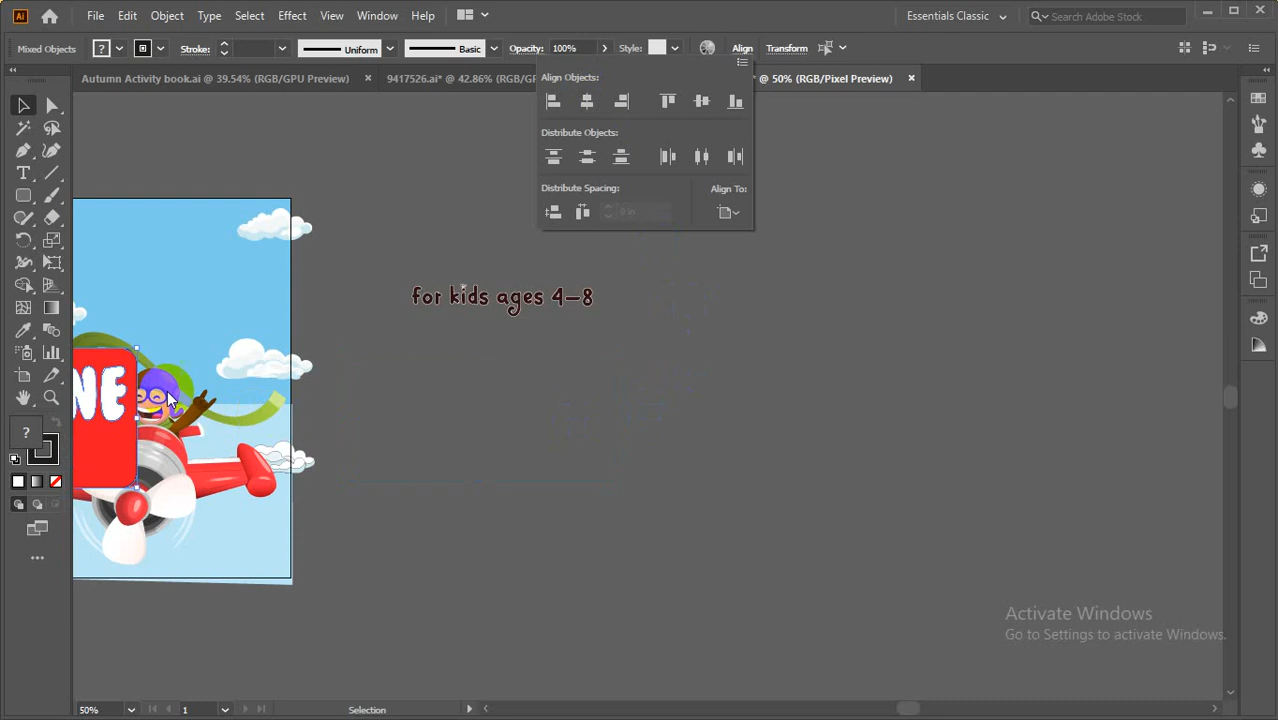 File Edit Object Type Select Effect View Window Help
Essentials Classic
Search Adobe Stock
Mixed Objects
Stroke:
Uniform
Basic
Opacity: 100%
Style:
Align
Transform
Autumn Activity book.ai @ 39.54% (RGB/GPU Preview)
9417526.ai* @ 42.86% (RGB/GP
* @ 50% (RGB/Pixel Preview)
Align Objects:
Distribute Objects:
Distribute Spacing:
Align To:
0 in
for kids ages 4–8
NE
?
Activate Windows
Go to Settings to activate Windows.
50%
1
Selection